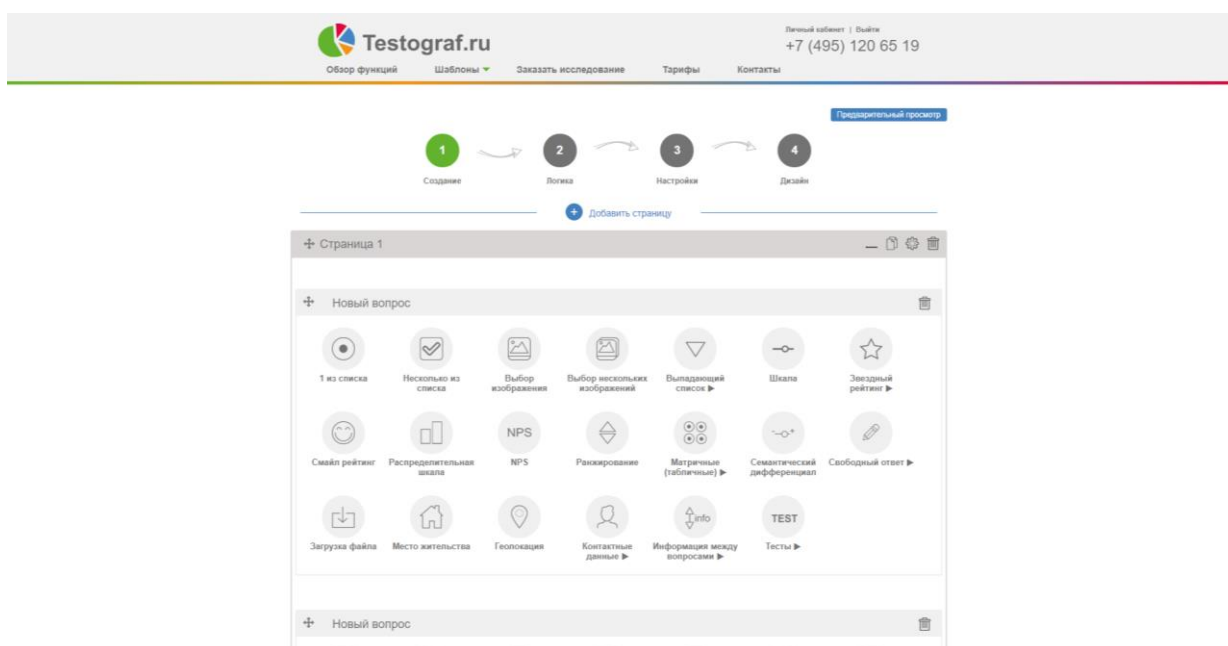 Testograf.ru
Личный кабинет | Выйти
+7 (495) 120 65 19
Обзор функций Шаблоны Заказать исследование Тарифы Контакты
Предварительный просмотр
1 2 3 4
Создание Логика Настройки Дизайн
+ Добавить страницу
Страница 1
Новый вопрос
1 из списка Несколько из списка Выбор изображения Выбор нескольких изображений Выпадающий список ▶ Шкала Звездный рейтинг ▶
NPS
Смайл рейтинг Распределительная шкала NPS Ранжирование Матричные (табличные) ▶ Семантический дифференциал Свободный ответ ▶
info TEST
Загрузка файла Место жительства Геолокация Контактные данные ▶ Информация между вопросами ▶ Тесты ▶
Новый вопрос